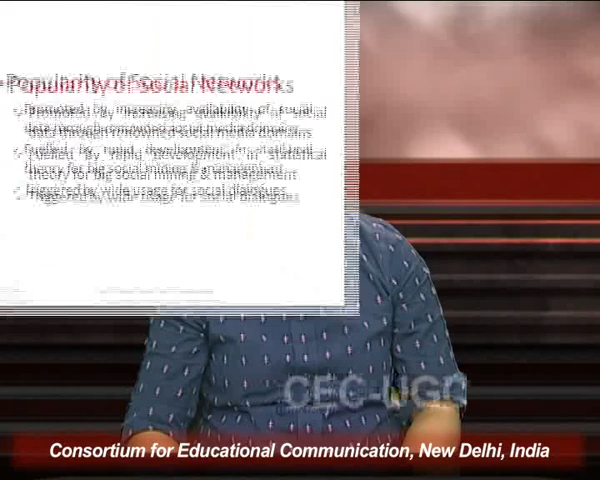 Popularity of Social Networks
✓ Promoted by increasing availability of social
data through renowned social media domains
✓ Fuelled by rapid development in statistical
theory for big social mining & management
✓ Triggered by wide usage for social dialogues
CEC-UGC
Consortium for Educational Communication, New Delhi, India